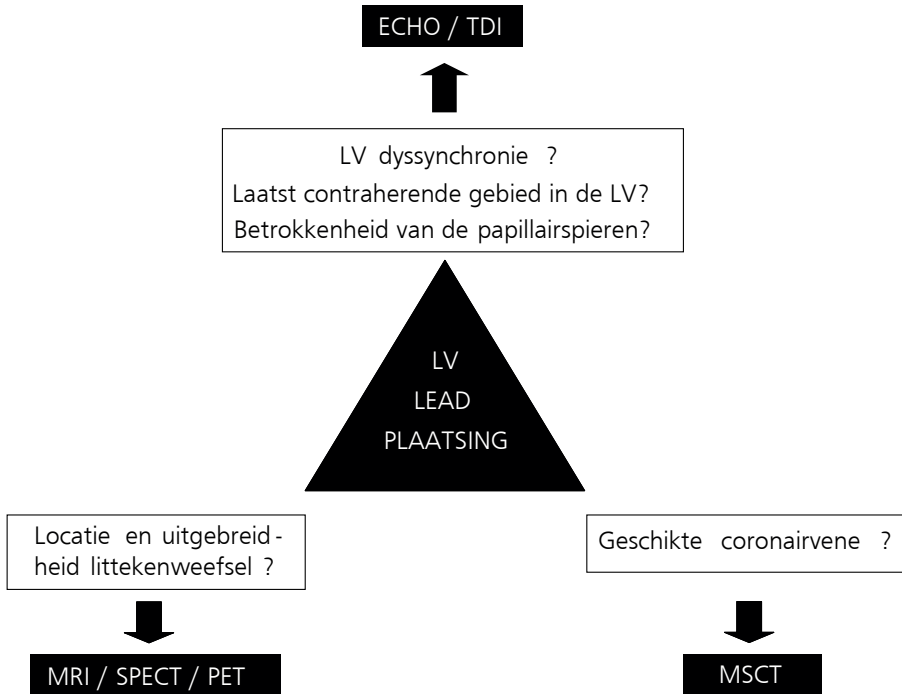 ECHO / TDI
LV dyssynchronie ?
Laatst contraherende gebied in de LV?
Betrokkenheid van de papillairspieren?
LV
LEAD
PLAATSING
Locatie en uitgebreid-
heid littekenweefsel ?
Geschikte coronairvene ?
MRI / SPECT / PET
MSCT